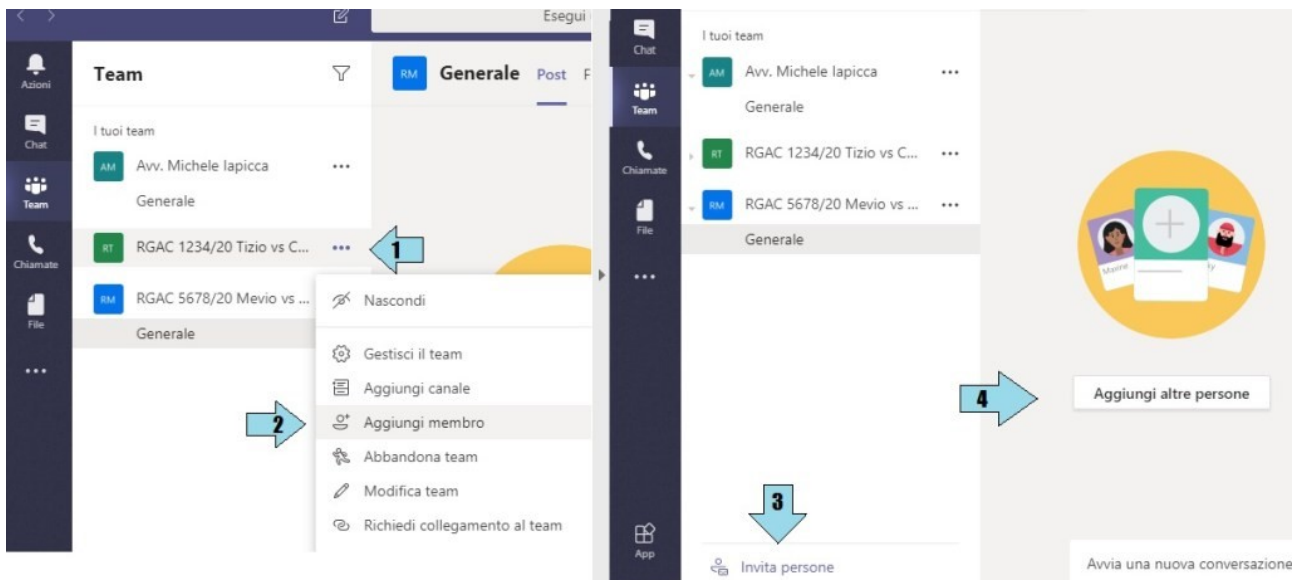 Esegui
Azioni
Chat
Team
Chiamate
File
Team
I tuoi team
AM Avv. Michele Iapicca
Generale
RT RGAC 1234/20 Tizio vs C...
RM RGAC 5678/20 Mevio vs ...
Generale
RM Generale Post F
1
Nascondi
Gestisci il team
Aggiungi canale
2 Aggiungi membro
Abbandona team
Modifica team
Richiedi collegamento al team
Chat
Team
Chiamate
File
App
I tuoi team
AM Avv. Michele Iapicca
Generale
RT RGAC 1234/20 Tizio vs C...
RM RGAC 5678/20 Mevio vs ...
Generale
3
Invita persone
Maxine
4 Aggiungi altre persone
Avvia una nuova conversazione